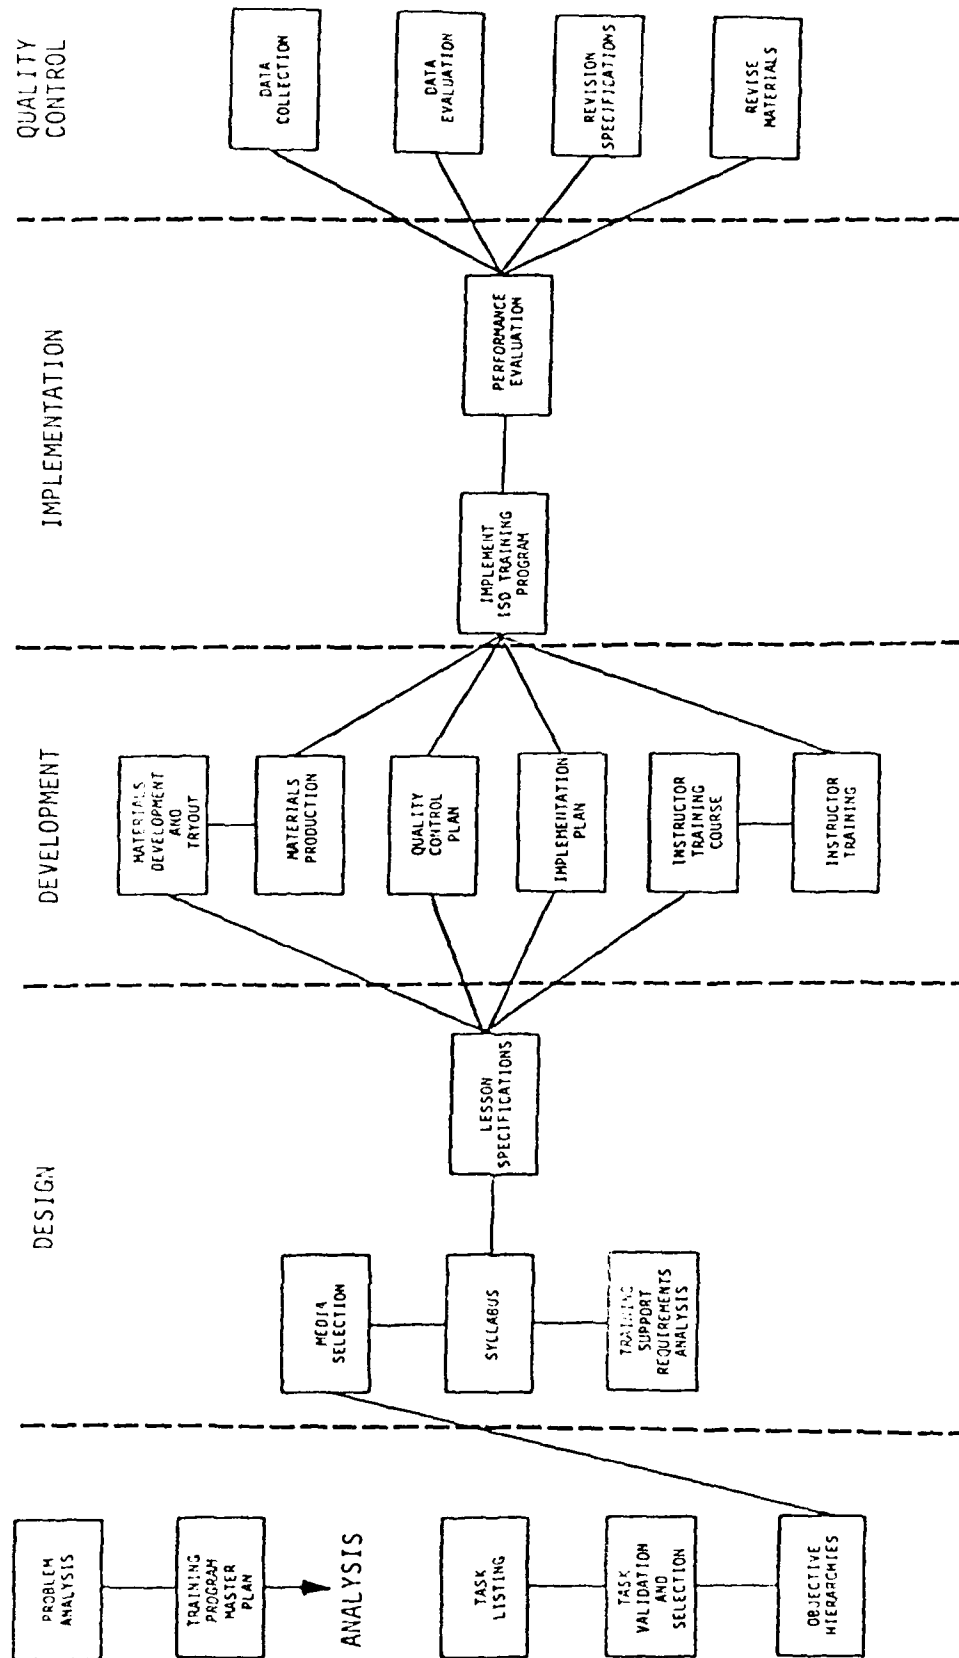 PROBLEM
ANALYSIS
TRAINING
PROGRAM
MASTER
PLAN
ANALYSIS
TASK
LISTING
TASK
VALIDATION
AND
SELECTION
OBJECTIVE
HIERARCHIES
DESIGN
MEDIA
SELECTION
SYLLABUS
TRAINING
SUPPORT
REQUIREMENTS
ANALYSIS
LESSON
SPECIFICATIONS
DEVELOPMENT
MATERIALS
DEVELOPMENT
AND
TRYOUT
MATERIALS
PRODUCTION
QUALITY
CONTROL
PLAN
IMPLEMENTATION
PLAN
INSTRUCTOR
TRAINING
COURSE
INSTRUCTOR
TRAINING
IMPLEMENTATION
IMPLEMENT
ISD TRAINING
PROGRAM
PERFORMANCE
EVALUATION
QUALITY
CONTROL
DATA
COLLECTION
DATA
EVALUATION
REVISION
SPECIFICATIONS
REVISE
MATERIALS